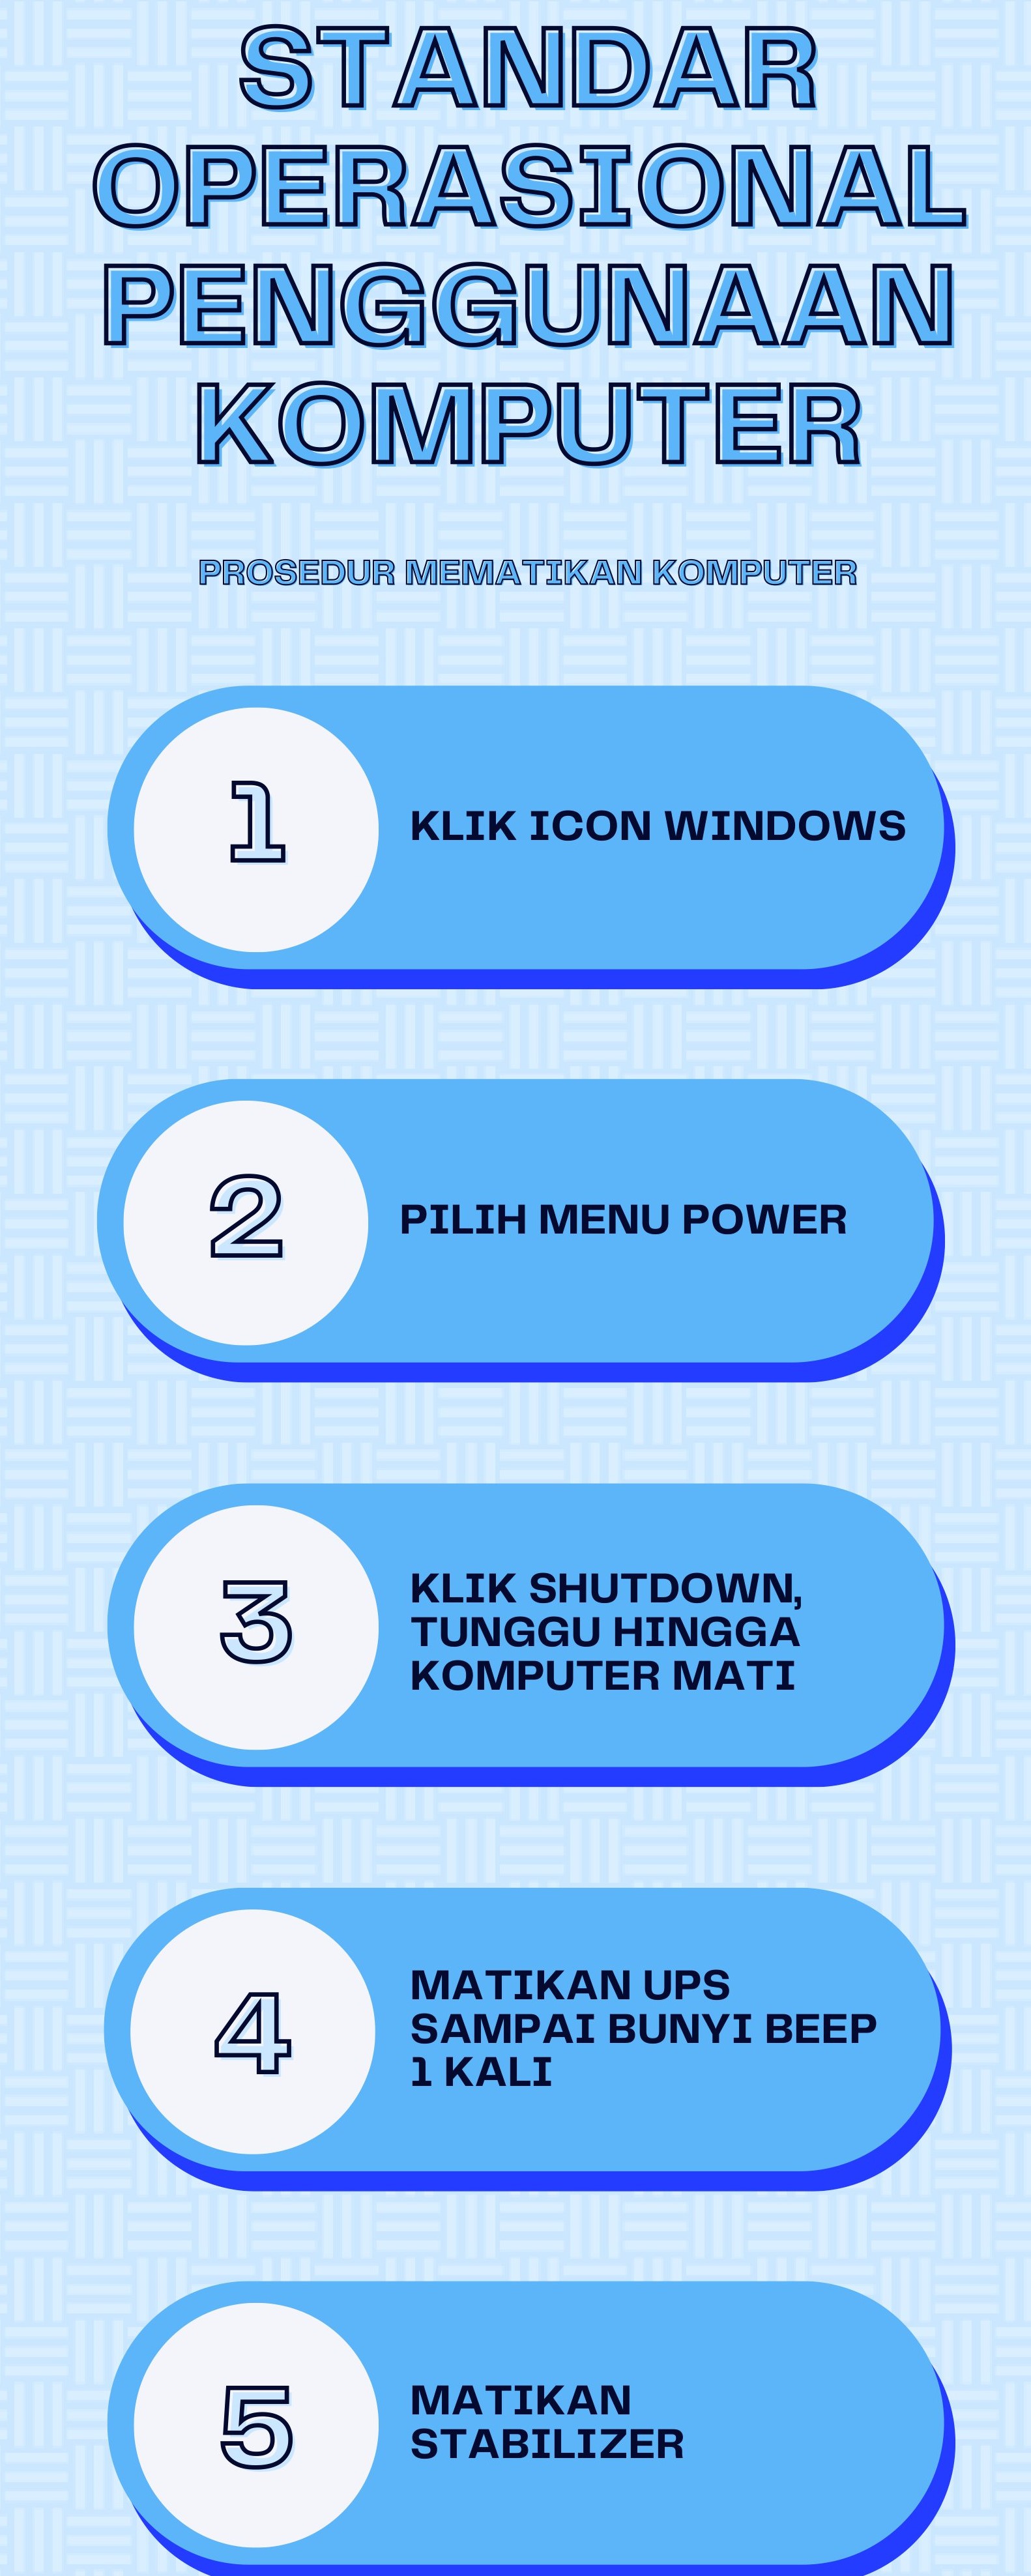 STANDAR
OPERASIONAL
PENGGUNAAN
KOMPUTER
PROSEDUR MEMATIKAN KOMPUTER
1
KLIK ICON WINDOWS
2
PILIH MENU POWER
3
KLIK SHUTDOWN,
TUNGGU HINGGA
KOMPUTER MATI
4
MATIKAN UPS
SAMPAI BUNYI BEEP
1 KALI
5
MATIKAN
STABILIZER